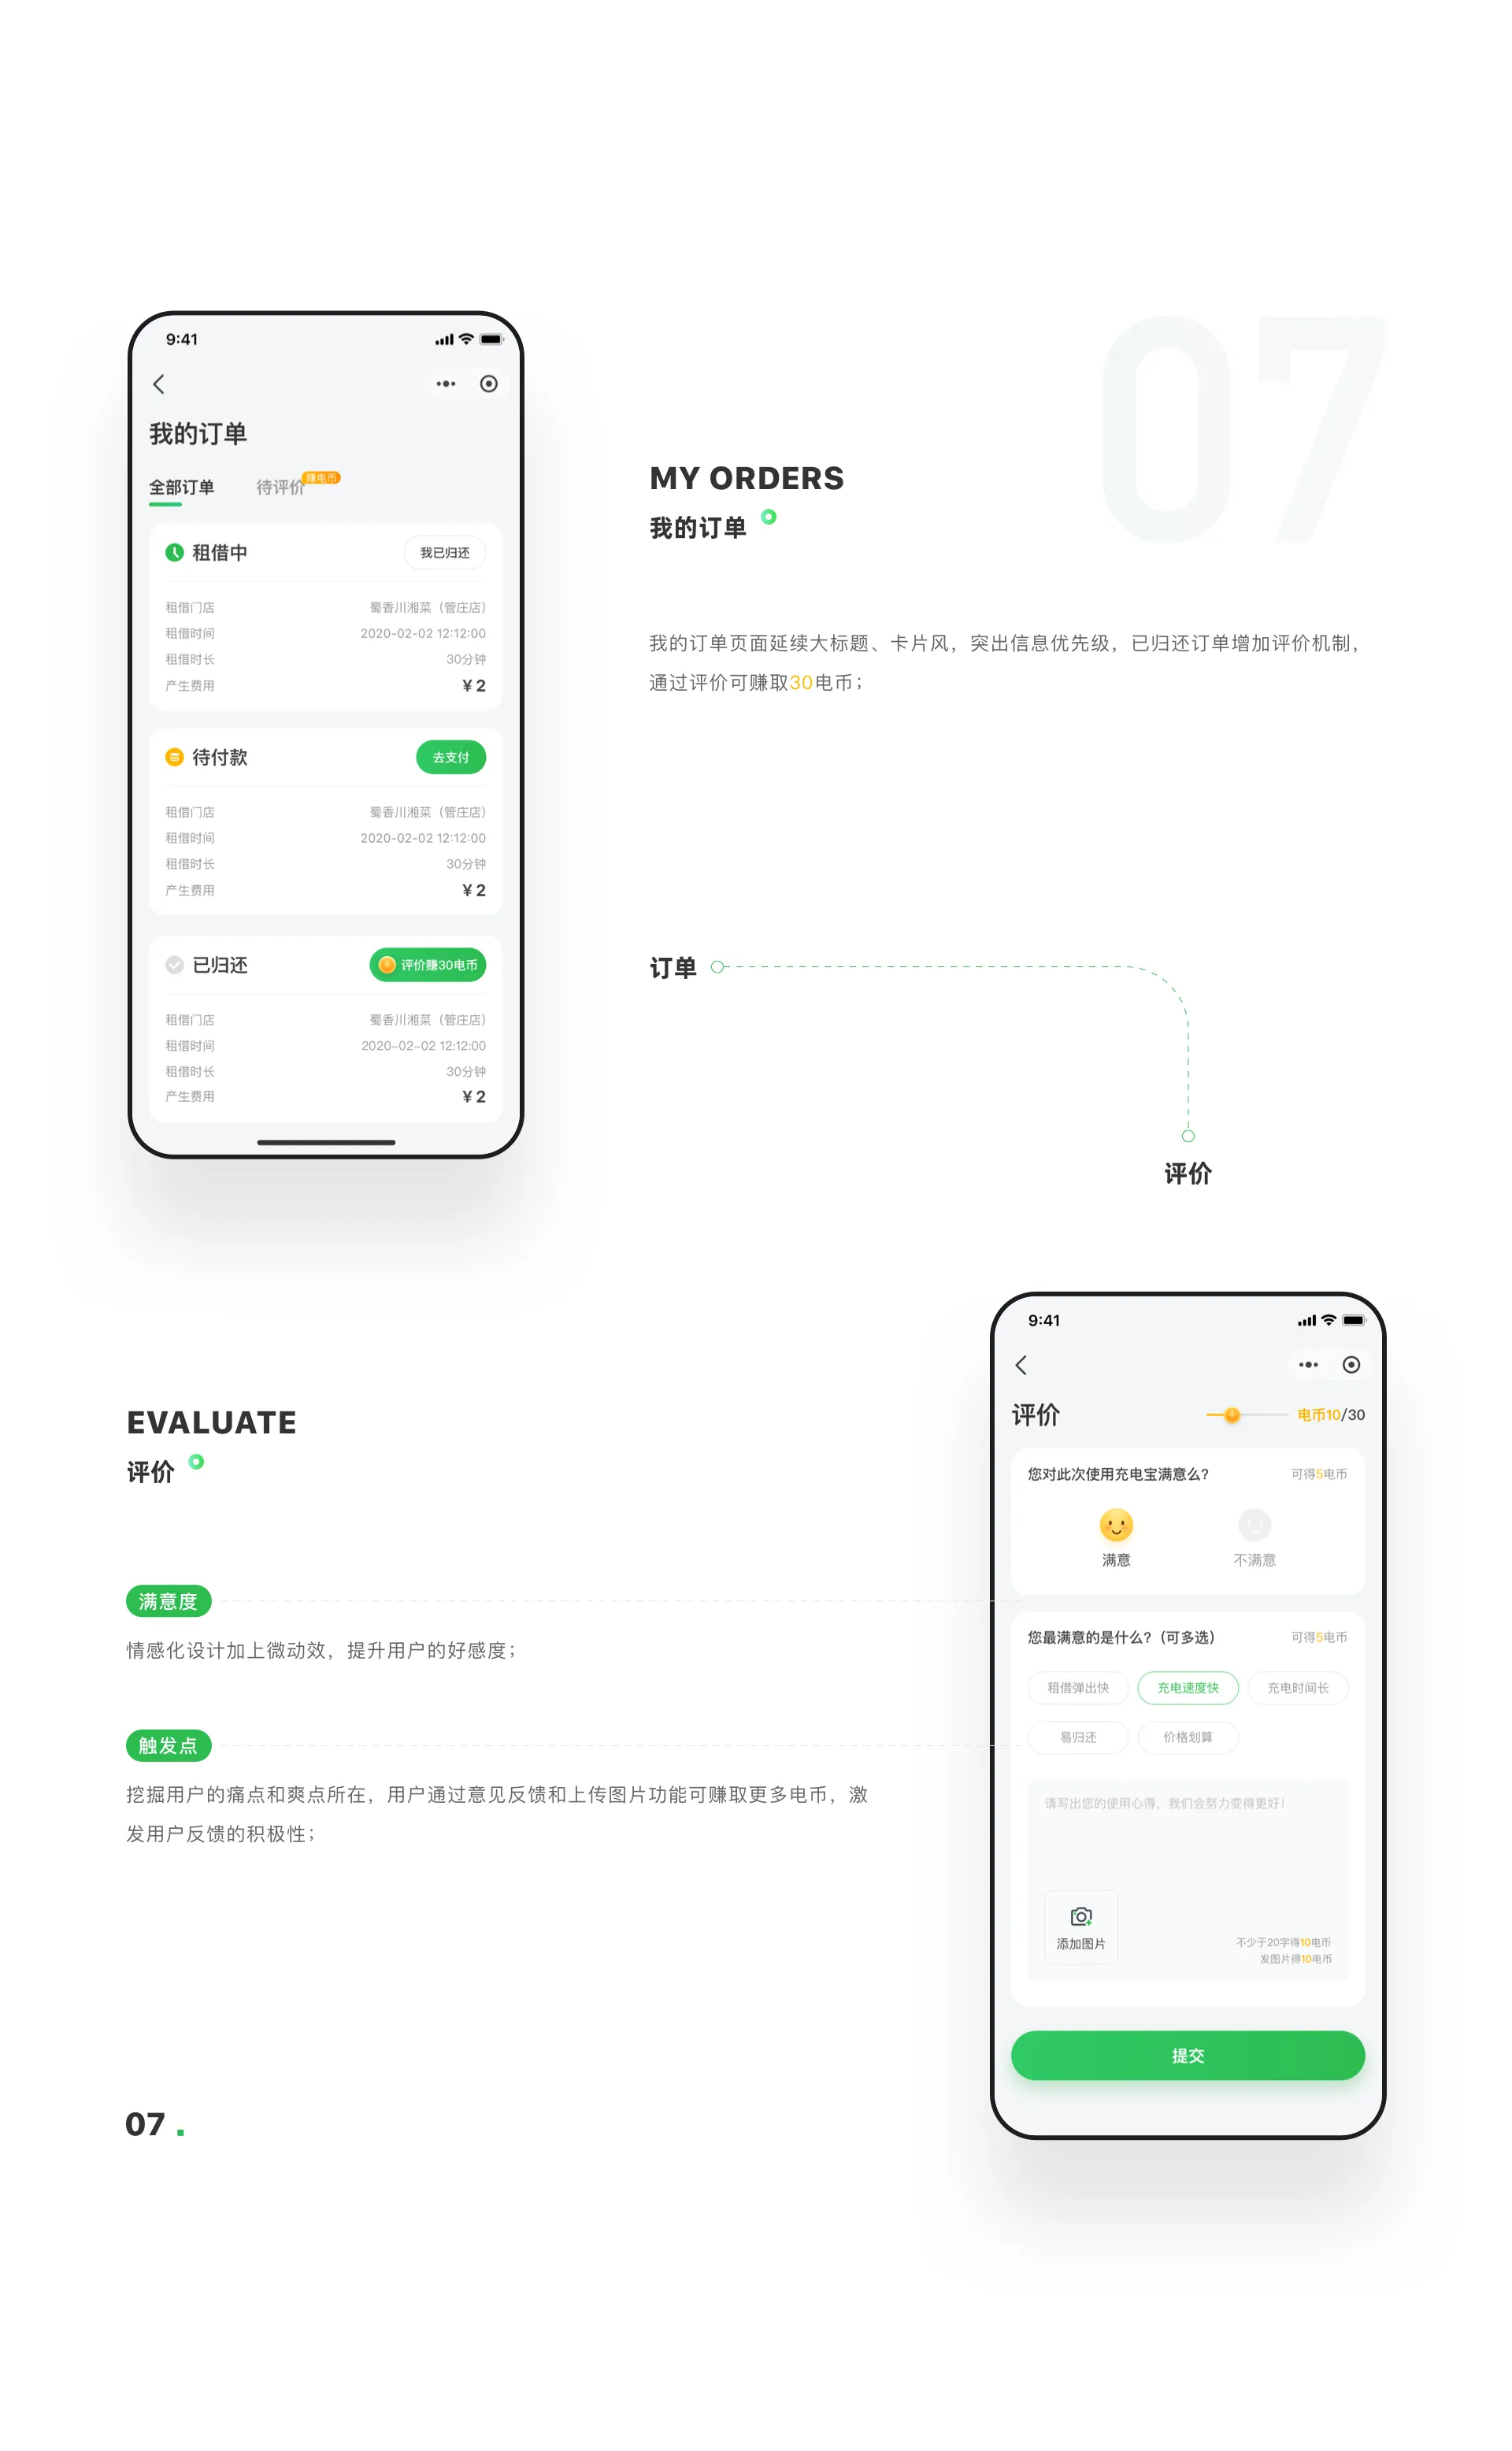 9:41
我的订单
全部订单
待评价
赚电币
租借中
我已归还
租借门店
蜀香川湘菜（管庄店）
租借时间
2020-02-02 12:12:00
租借时长
30分钟
产生费用
¥ 2
待付款
去支付
租借门店
蜀香川湘菜（管庄店）
租借时间
2020-02-02 12:12:00
租借时长
30分钟
产生费用
¥ 2
已归还
评价赚30电币
租借门店
蜀香川湘菜（管庄店）
租借时间
2020-02-02 12:12:00
租借时长
30分钟
产生费用
¥ 2
07
MY ORDERS
我的订单
我的订单页面延续大标题、卡片风，突出信息优先级，已归还订单增加评价机制，
通过评价可赚取30电币；
订单
评价
EVALUATE
评价
满意度
情感化设计加上微动效，提升用户的好感度；
触发点
挖掘用户的痛点和爽点所在，用户通过意见反馈和上传图片功能可赚取更多电币，激
发用户反馈的积极性；
07 .
9:41
评价
电币10/30
您对此次使用充电宝满意么？
可得5电币
满意
不满意
您最满意的是什么？（可多选）
可得5电币
租借弹出快
充电速度快
充电时间长
易归还
价格划算
请写出您的使用心得，我们会努力变得更好！
添加图片
不少于20字得10电币
发图片得10电币
提交